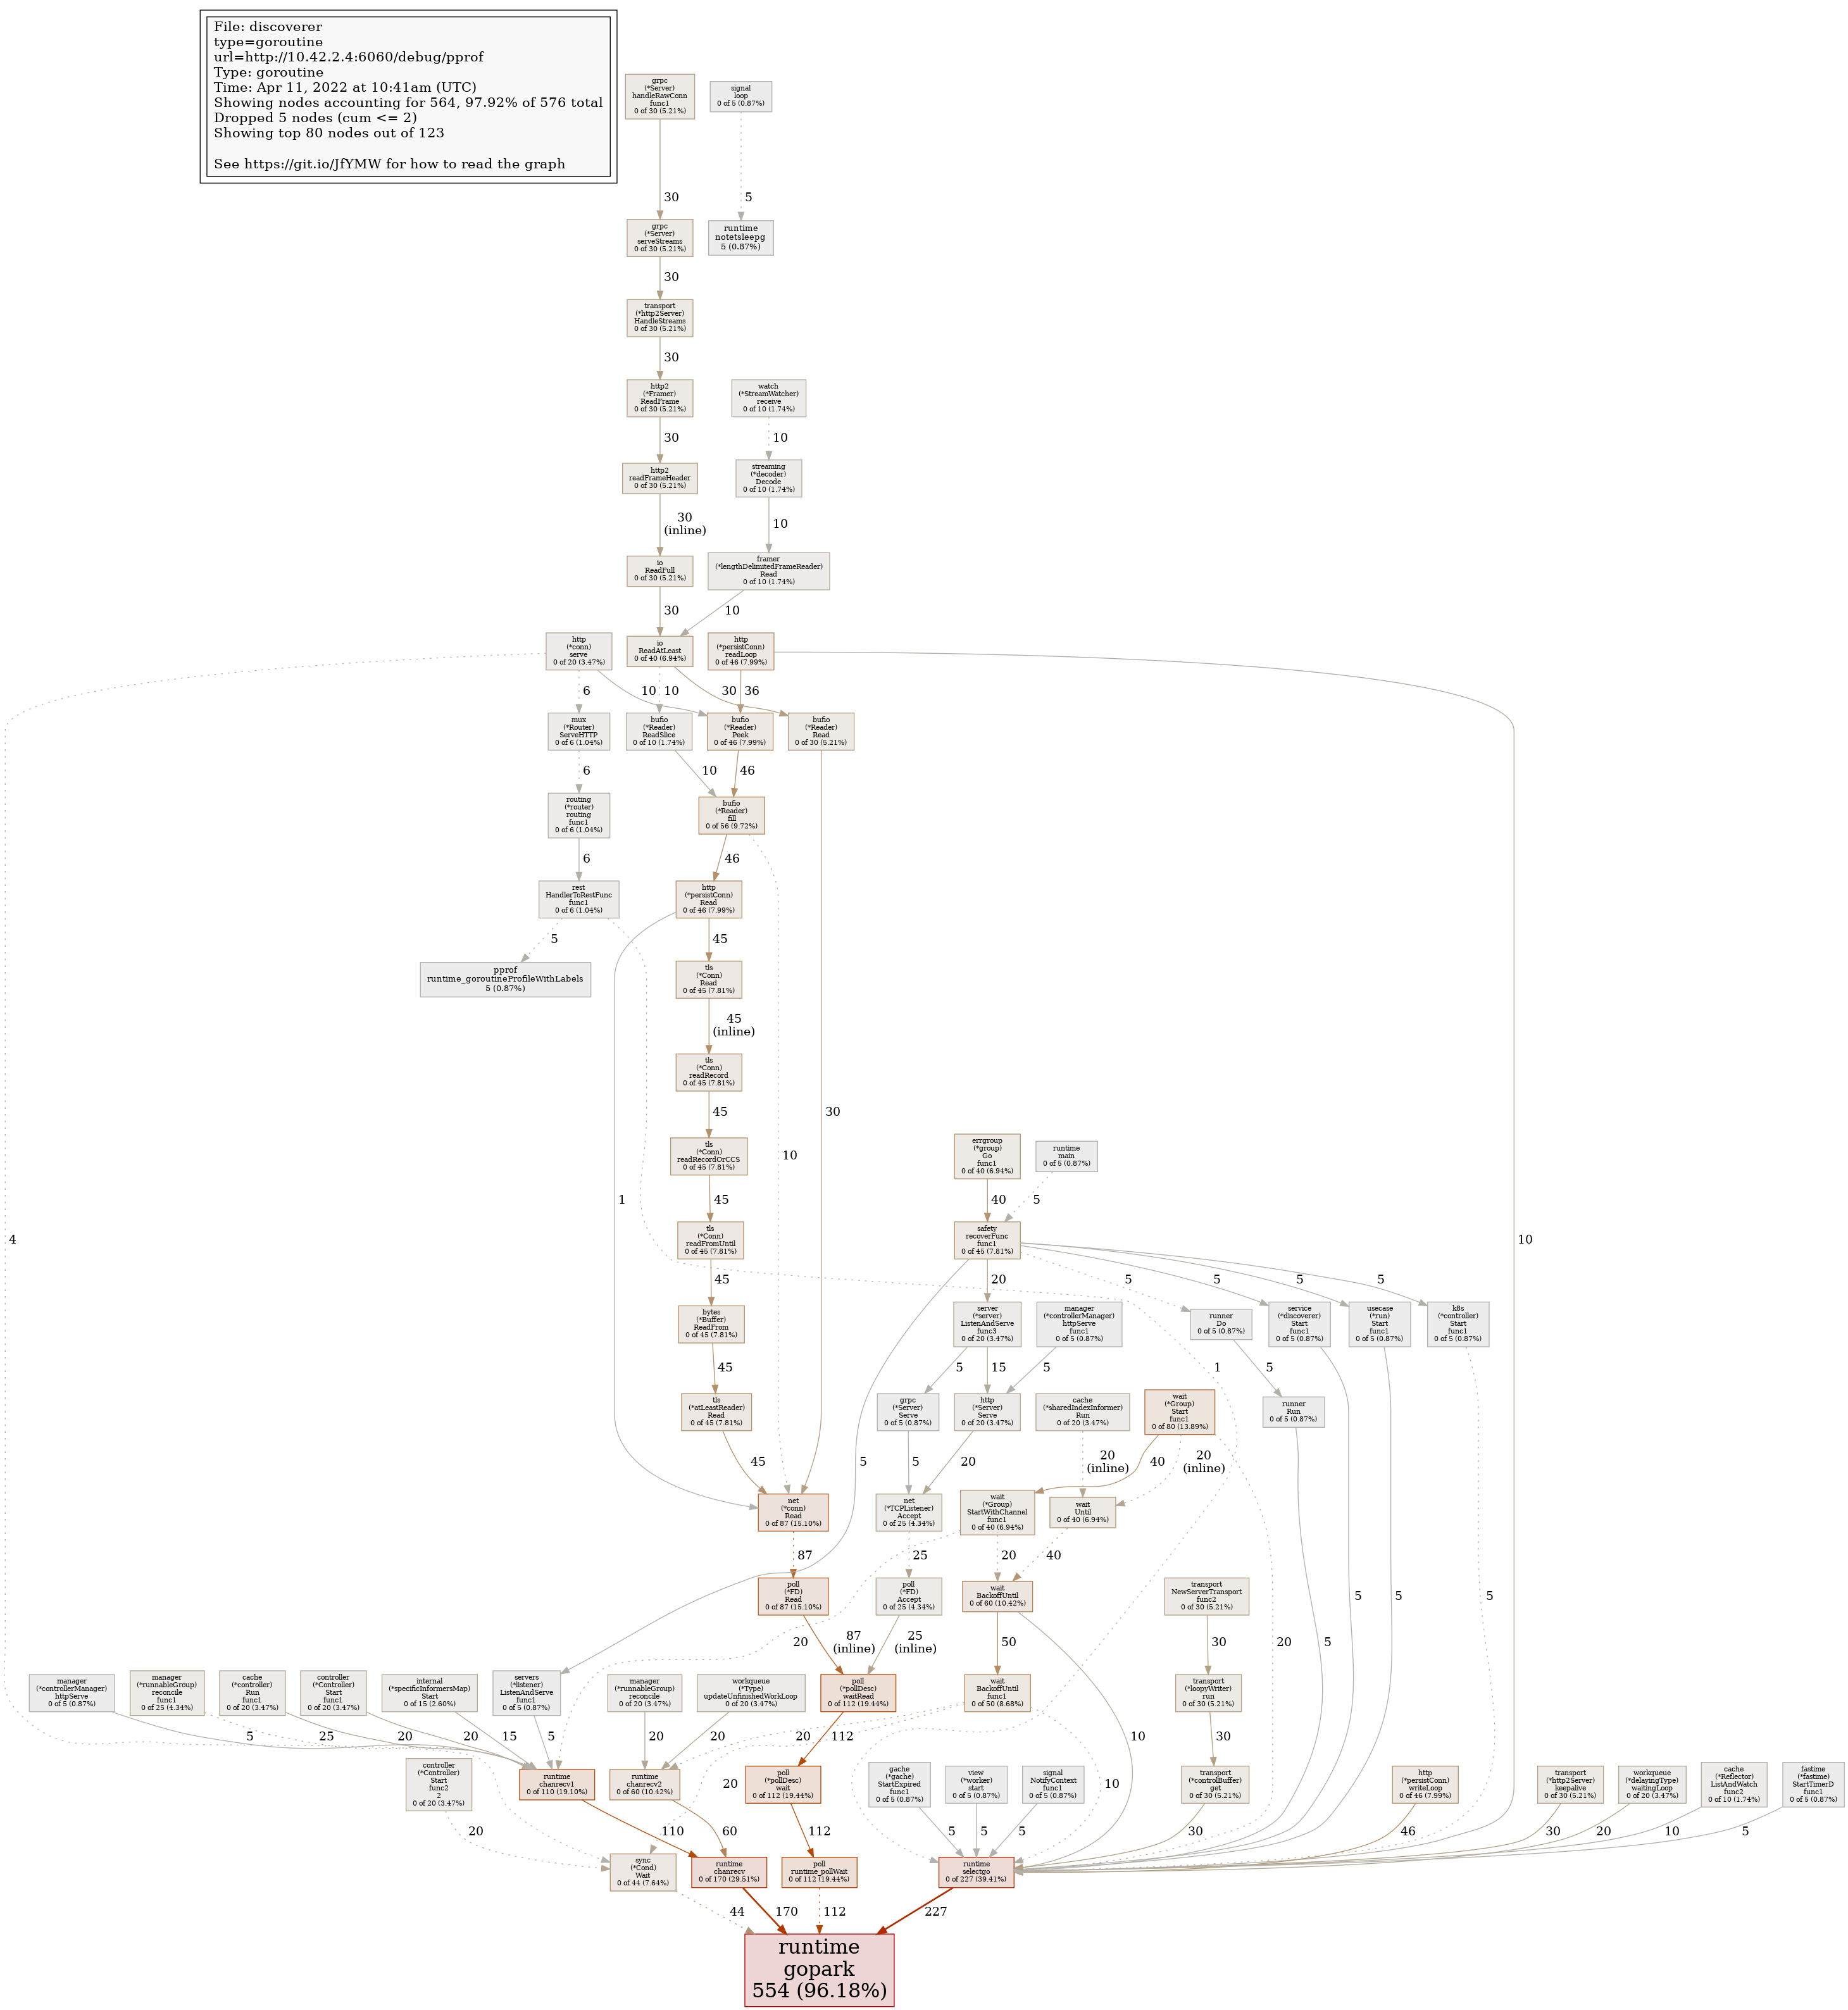 File: discoverer
type=goroutine
url=http://10.42.2.4:6060/debug/pprof
Type: goroutine
Time: Apr 11, 2022 at 10:41am (UTC)
Showing nodes accounting for 564, 97.92% of 576 total
Dropped 5 nodes (cum <= 2)
Showing top 80 nodes out of 123
See https://git.io/JfYMW for how to read the graph
grpc
(*Server)
handleRawConn
func1
0 of 30 (5.21%)
signal
loop
0 of 5 (0.87%)
30
5
grpc
(*Server)
serveStreams
0 of 30 (5.21%)
runtime
notetsleepg
5 (0.87%)
30
transport
(*http2Server)
HandleStreams
0 of 30 (5.21%)
30
http2
(*Framer)
ReadFrame
0 of 30 (5.21%)
watch
(*StreamWatcher)
receive
0 of 10 (1.74%)
30
10
http2
readFrameHeader
0 of 30 (5.21%)
streaming
(*decoder)
Decode
0 of 10 (1.74%)
30
(inline)
10
io
ReadFull
0 of 30 (5.21%)
framer
(*lengthDelimitedFrameReader)
Read
0 of 10 (1.74%)
30
10
http
(*conn)
serve
0 of 20 (3.47%)
io
ReadAtLeast
0 of 40 (6.94%)
http
(*persistConn)
readLoop
0 of 46 (7.99%)
6
10
10
30
36
mux
(*Router)
ServeHTTP
0 of 6 (1.04%)
bufio
(*Reader)
ReadSlice
0 of 10 (1.74%)
bufio
(*Reader)
Peek
0 of 46 (7.99%)
bufio
(*Reader)
Read
0 of 30 (5.21%)
6
10
46
routing
(*router)
routing
func1
0 of 6 (1.04%)
bufio
(*Reader)
fill
0 of 56 (9.72%)
6
46
rest
HandlerToRestFunc
func1
0 of 6 (1.04%)
http
(*persistConn)
Read
0 of 46 (7.99%)
5
45
pprof
runtime_goroutineProfileWithLabels
5 (0.87%)
tls
(*Conn)
Read
0 of 45 (7.81%)
45
(inline)
tls
(*Conn)
readRecord
0 of 45 (7.81%)
45
30
10
tls
(*Conn)
readRecordOrCCS
0 of 45 (7.81%)
errgroup
(*group)
Go
func1
0 of 40 (6.94%)
runtime
main
0 of 5 (0.87%)
1
45
40
5
4
10
tls
(*Conn)
readFromUntil
0 of 45 (7.81%)
safety
recoverFunc
func1
0 of 45 (7.81%)
45
20
5
5
5
5
bytes
(*Buffer)
ReadFrom
0 of 45 (7.81%)
server
(*server)
ListenAndServe
func3
0 of 20 (3.47%)
manager
(*controllerManager)
httpServe
func1
0 of 5 (0.87%)
runner
Do
0 of 5 (0.87%)
service
(*discoverer)
Start
func1
0 of 5 (0.87%)
usecase
(*run)
Start
func1
0 of 5 (0.87%)
k8s
(*controller)
Start
func1
0 of 5 (0.87%)
45
5
15
5
1
5
tls
(*atLeastReader)
Read
0 of 45 (7.81%)
grpc
(*Server)
Serve
0 of 5 (0.87%)
http
(*Server)
Serve
0 of 20 (3.47%)
cache
(*sharedIndexInformer)
Run
0 of 20 (3.47%)
wait
(*Group)
Start
func1
0 of 80 (13.89%)
runner
Run
0 of 5 (0.87%)
45
5
5
20
20
(inline)
40
20
(inline)
net
(*conn)
Read
0 of 87 (15.10%)
net
(*TCPListener)
Accept
0 of 25 (4.34%)
wait
(*Group)
StartWithChannel
func1
0 of 40 (6.94%)
wait
Until
0 of 40 (6.94%)
87
25
20
40
poll
(*FD)
Read
0 of 87 (15.10%)
poll
(*FD)
Accept
0 of 25 (4.34%)
wait
BackoffUntil
0 of 60 (10.42%)
transport
NewServerTransport
func2
0 of 30 (5.21%)
5
5
5
20
87
(inline)
25
(inline)
50
20
30
5
manager
(*controllerManager)
httpServe
0 of 5 (0.87%)
manager
(*runnableGroup)
reconcile
func1
0 of 25 (4.34%)
cache
(*controller)
Run
func1
0 of 20 (3.47%)
controller
(*Controller)
Start
func1
0 of 20 (3.47%)
internal
(*specificInformersMap)
Start
0 of 15 (2.60%)
servers
(*listener)
ListenAndServe
func1
0 of 5 (0.87%)
manager
(*runnableGroup)
reconcile
0 of 20 (3.47%)
workqueue
(*Type)
updateUnfinishedWorkLoop
0 of 20 (3.47%)
poll
(*pollDesc)
waitRead
0 of 112 (19.44%)
wait
BackoffUntil
func1
0 of 50 (8.68%)
transport
(*loopyWriter)
run
0 of 30 (5.21%)
5
25
20
20
15
5
20
20
20
112
10
30
controller
(*Controller)
Start
func2
2
0 of 20 (3.47%)
runtime
chanrecv1
0 of 110 (19.10%)
runtime
chanrecv2
0 of 60 (10.42%)
poll
(*pollDesc)
wait
0 of 112 (19.44%)
gache
(*gache)
StartExpired
func1
0 of 5 (0.87%)
view
(*worker)
start
0 of 5 (0.87%)
signal
NotifyContext
func1
0 of 5 (0.87%)
transport
(*controlBuffer)
get
0 of 30 (5.21%)
http
(*persistConn)
writeLoop
0 of 46 (7.99%)
transport
(*http2Server)
keepalive
0 of 30 (5.21%)
workqueue
(*delayingType)
waitingLoop
0 of 20 (3.47%)
cache
(*Reflector)
ListAndWatch
func2
0 of 10 (1.74%)
fastime
(*fastime)
StartTimerD
func1
0 of 5 (0.87%)
20
20
10
20
110
60
112
5
5
5
30
46
30
20
10
5
sync
(*Cond)
Wait
0 of 44 (7.64%)
runtime
chanrecv
0 of 170 (29.51%)
poll
runtime_pollWait
0 of 112 (19.44%)
runtime
selectgo
0 of 227 (39.41%)
44
170
112
227
runtime
gopark
554 (96.18%)